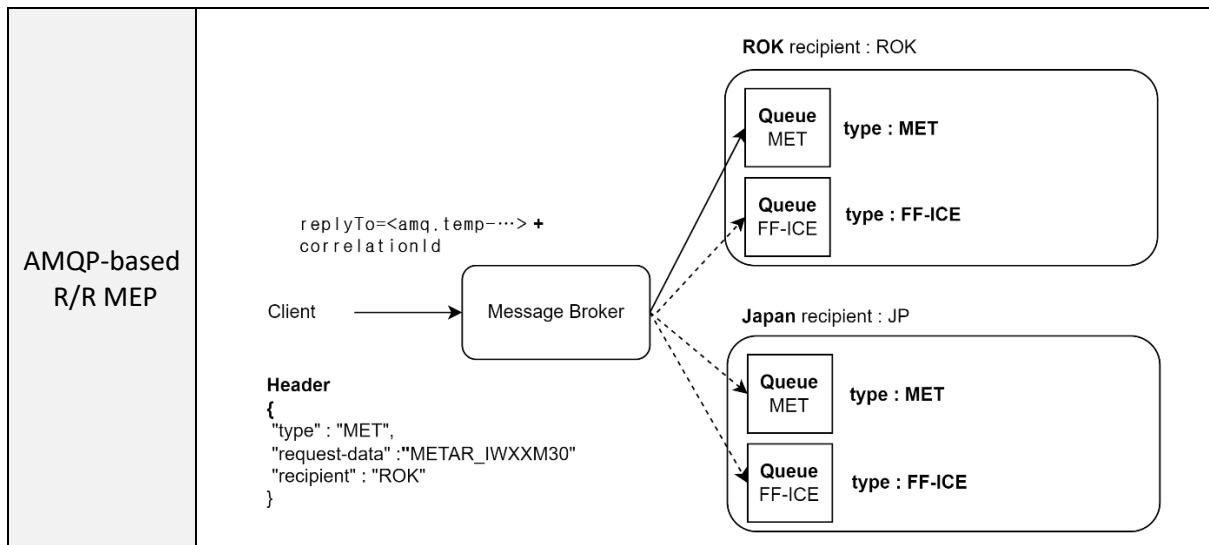 AMQP-based
R/R MEP
replyTo=<amq.temp-…> +
correlationId
Client
Message Broker
Header
{
"type" : "MET",
"request-data" :"METAR_IWXXM30"
"recipient" : "ROK"
}
ROK recipient : ROK
Queue
MET
type : MET
Queue
FF-ICE
type : FF-ICE
Japan recipient : JP
Queue
MET
type : MET
Queue
FF-ICE
type : FF-ICE